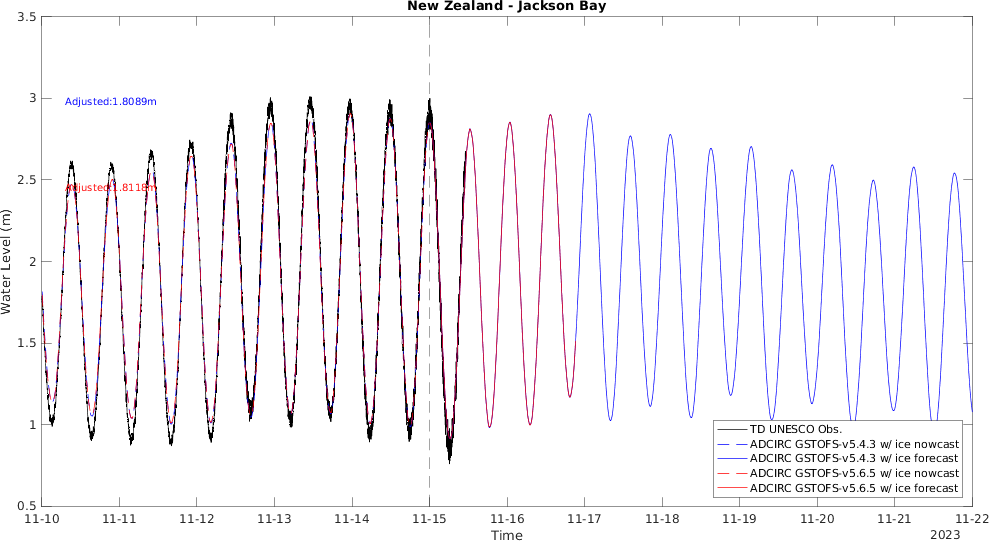 New Zealand - Jackson Bay
3.5
3
2.5
2
1.5
1
0.5
Water Level (m)
Adjusted:1.8089m
Adjusted:1.8118m
TD UNESCO Obs.
ADCIRC GSTOFS-v5.4.3 w/ ice nowcast
ADCIRC GSTOFS-v5.4.3 w/ ice forecast
ADCIRC GSTOFS-v5.6.5 w/ ice nowcast
ADCIRC GSTOFS-v5.6.5 w/ ice forecast
11-10 11-11 11-12 11-13 11-14 11-15 11-16 11-17 11-18 11-19 11-20 11-21 11-22
Time
2023